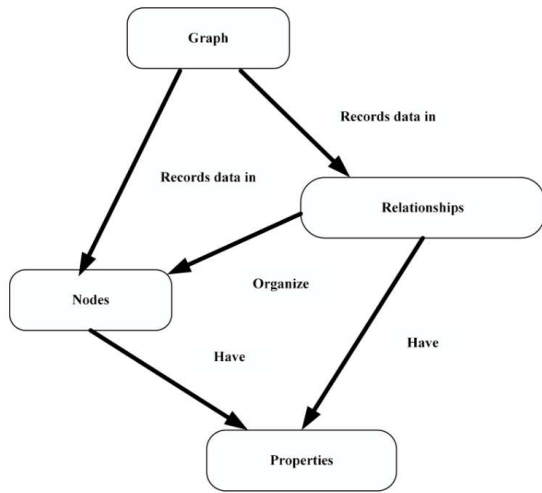 Graph
Records data in
Records data in
Relationships
Organize
Nodes
Have
Have
Properties